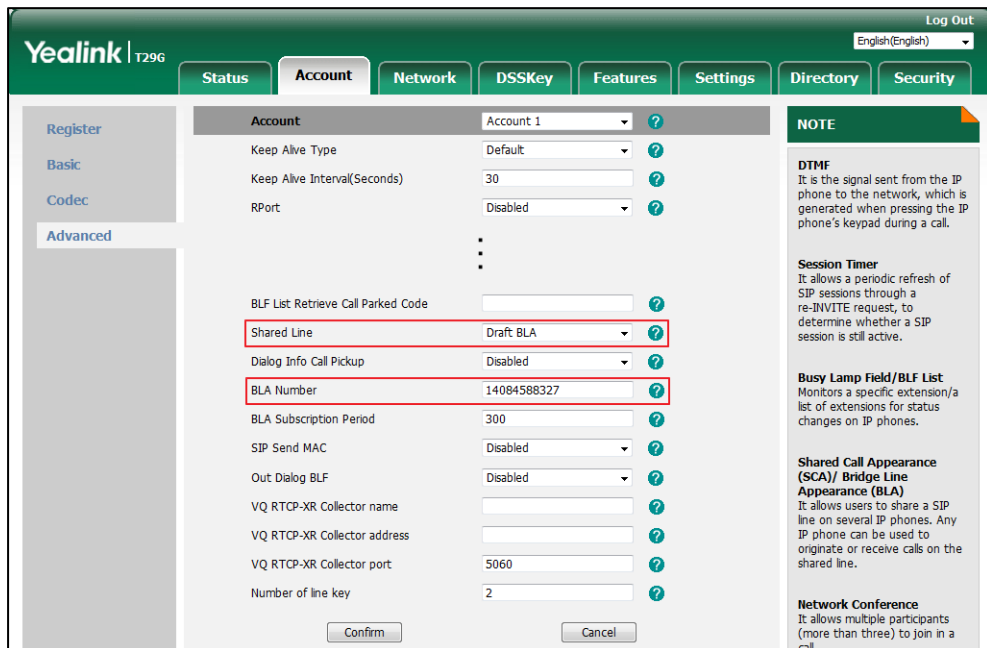 Log Out
Yealink | T29G
English(English)
Status Account Network DSSKey Features Settings Directory Security
Register
Basic
Codec
Advanced
Account Account 1
Keep Alive Type Default
Keep Alive Interval(Seconds) 30
RPort Disabled
BLF List Retrieve Call Parked Code
Shared Line Draft BLA
Dialog Info Call Pickup Disabled
BLA Number 14084588327
BLA Subscription Period 300
SIP Send MAC Disabled
Out Dialog BLF Disabled
VQ RTCP-XR Collector name
VQ RTCP-XR Collector address
VQ RTCP-XR Collector port 5060
Number of line key 2
Confirm Cancel
NOTE
DTMF
It is the signal sent from the IP
phone to the network, which is
generated when pressing the IP
phone's keypad during a call.
Session Timer
It allows a periodic refresh of
SIP sessions through a
re-INVITE request, to
determine whether a SIP
session is still active.
Busy Lamp Field/BLF List
Monitors a specific extension/a
list of extensions for status
changes on IP phones.
Shared Call Appearance
(SCA)/ Bridge Line
Appearance (BLA)
It allows users to share a SIP
line on several IP phones. Any
IP phone can be used to
originate or receive calls on the
shared line.
Network Conference
It allows multiple participants
(more than three) to join in a
call.